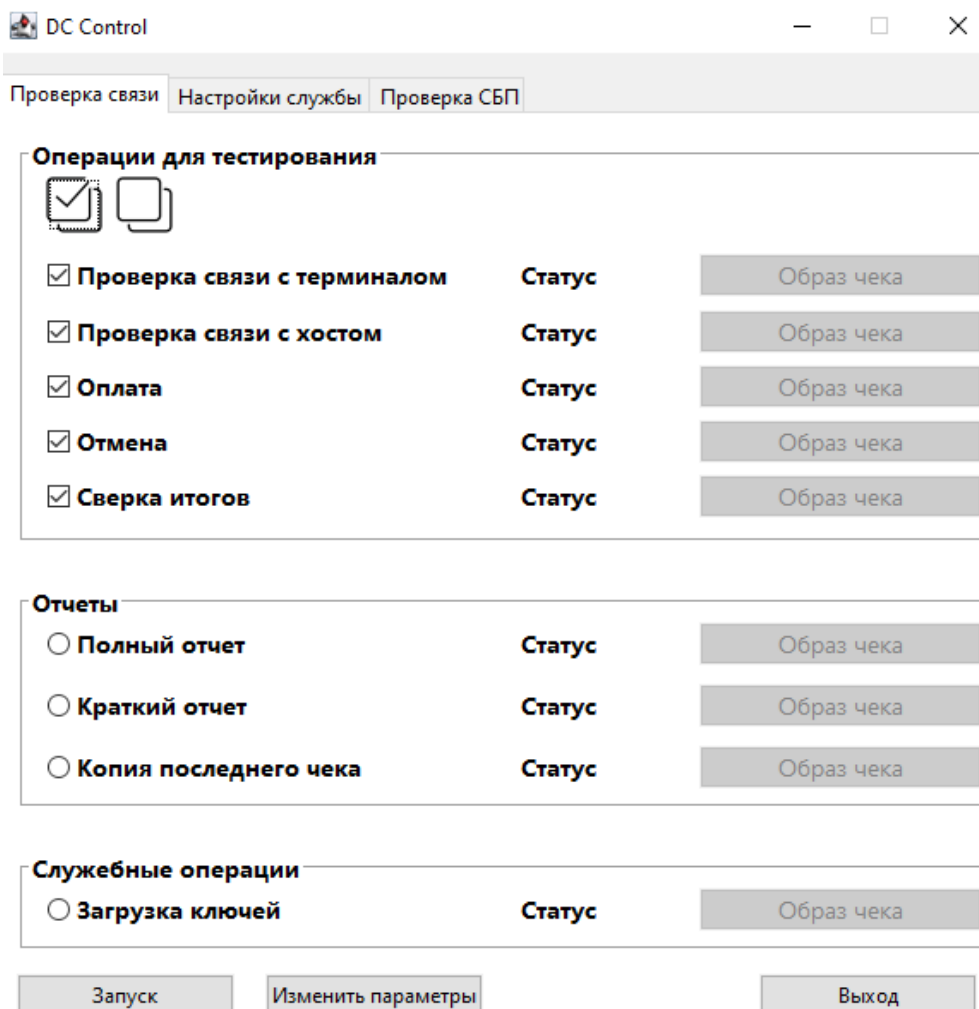 DC Control
Проверка связи Настройки службы Проверка СБП
Операции для тестирования
Проверка связи с терминалом Статус Образ чека
Проверка связи с хостом Статус Образ чека
Оплата Статус Образ чека
Отмена Статус Образ чека
Сверка итогов Статус Образ чека
Отчеты
Полный отчет Статус Образ чека
Краткий отчет Статус Образ чека
Копия последнего чека Статус Образ чека
Служебные операции
Загрузка ключей Статус Образ чека
Запуск Изменить параметры Выход